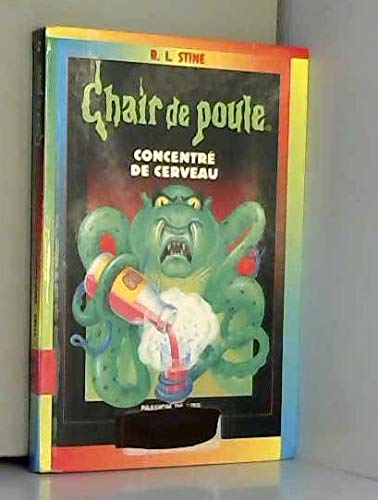 R. L. STINE
Chair de poule
CONCENTRÉ
DE CERVEAU